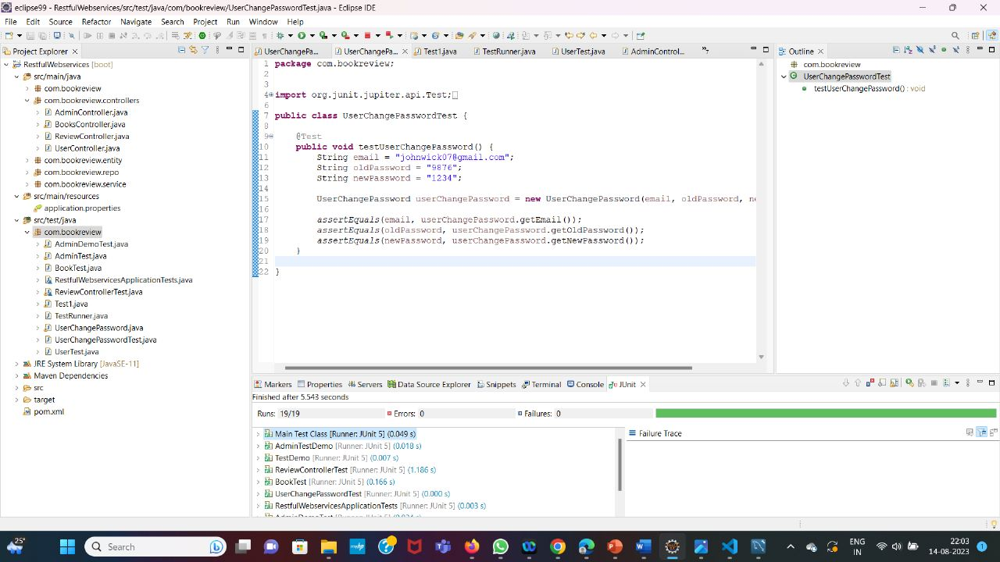 eclipse99 - RestfulWebservices/src/test/java/com/bookreview/UserChangePasswordTest.java - Eclipse IDE
File Edit Source Refactor Navigate Search Project Run Window Help
Project Explorer
RestfulWebservices [boot]
src/main/java
com.bookreview
com.bookreview.controllers
AdminController.java
BooksController.java
ReviewController.java
UserController.java
com.bookreview.entity
com.bookreview.repo
com.bookreview.service
src/main/resources
application.properties
src/test/java
com.bookreview
AdminDemoTest.java
AdminTest.java
BookTest.java
RestfulWebservicesApplicationTests.java
ReviewControllerTest.java
Test1.java
TestRunner.java
UserChangePassword.java
UserChangePasswordTest.java
UserTest.java
JRE System Library [JavaSE-11]
Maven Dependencies
src
target
pom.xml
UserChangePa... UserChangePa... Test1.java TestRunner.java UserTest.java AdminControl...
1 package com.bookreview;
2
3
4 import org.junit.jupiter.api.Test;
6
7 public class UserChangePasswordTest {
8
9 @Test
10 public void testUserChangePassword() {
11 String email = "johnwick07@gmail.com";
12 String oldPassword = "9876";
13 String newPassword = "1234";
14
15 UserChangePassword userChangePassword = new UserChangePassword(email, oldPassword, ne
16
17 assertEquals(email, userChangePassword.getEmail());
18 assertEquals(oldPassword, userChangePassword.getOldPassword());
19 assertEquals(newPassword, userChangePassword.getNewPassword());
20 }
21
22 }
Outline
com.bookreview
UserChangePasswordTest
testUserChangePassword() : void
Markers Properties Servers Data Source Explorer Snippets Terminal Console JUnit
Finished after 5.543 seconds
Runs: 19/19 Errors: 0 Failures: 0
Main Test Class [Runner: JUnit 5] (0.049 s)
AdminTestDemo [Runner: JUnit 5] (0.018 s)
TestDemo [Runner: JUnit 5] (0.007 s)
ReviewControllerTest [Runner: JUnit 5] (1.186 s)
BookTest [Runner: JUnit 5] (0.166 s)
UserChangePasswordTest [Runner: JUnit 5] (0.000 s)
RestfulWebservicesApplicationTests [Runner: JUnit 5] (0.003 s)
AdminDemoTest [Runner: JUnit 5]
Failure Trace
25°
Search
ENG
IN
22:03
14-08-2023
1